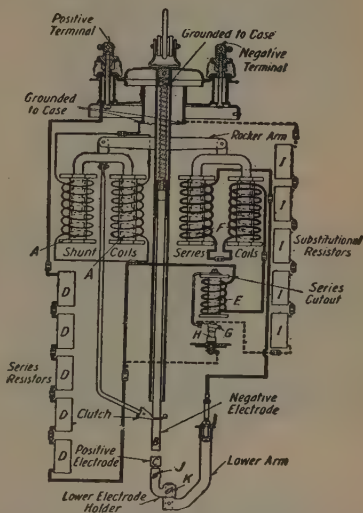 Positive
Terminal
Grounded to Case
Negative
Terminal
Grounded
to Case
Rocker Arm
I
I
I
I
I
A
Shunt
Coils
A
Series
Coils
F
Substitutional
Resistors
Series
Cutout
E
G
H
D
D
D
D
D
Series
Resistors
Clutch
Negative
Electrode
B
Positive
Electrode
C
J
K
Lower Arm
Lower Electrode
Holder